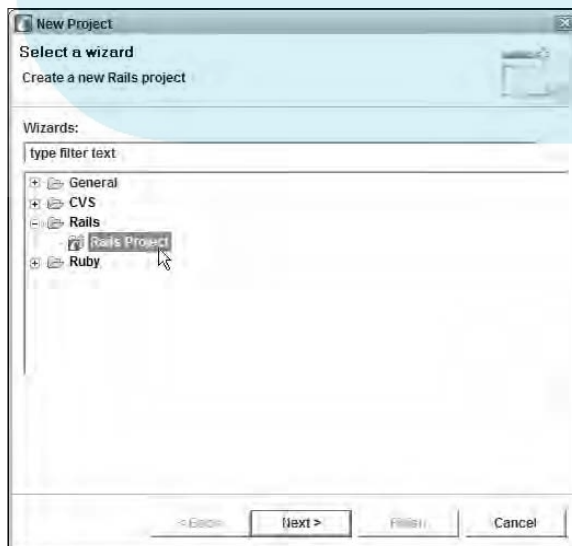 New Project
Select a wizard
Create a new Rails project
Wizards:
type filter text
General
CVS
Rails
Rails Project
Ruby
< Back
Next >
Finish
Cancel